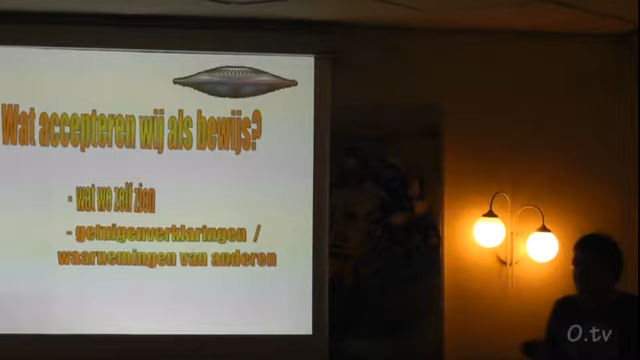 Wat accepteren wij als bewijs?
- wat we zelf zien
- getuigenverklaringen /
waarnemingen van anderen
O.tv